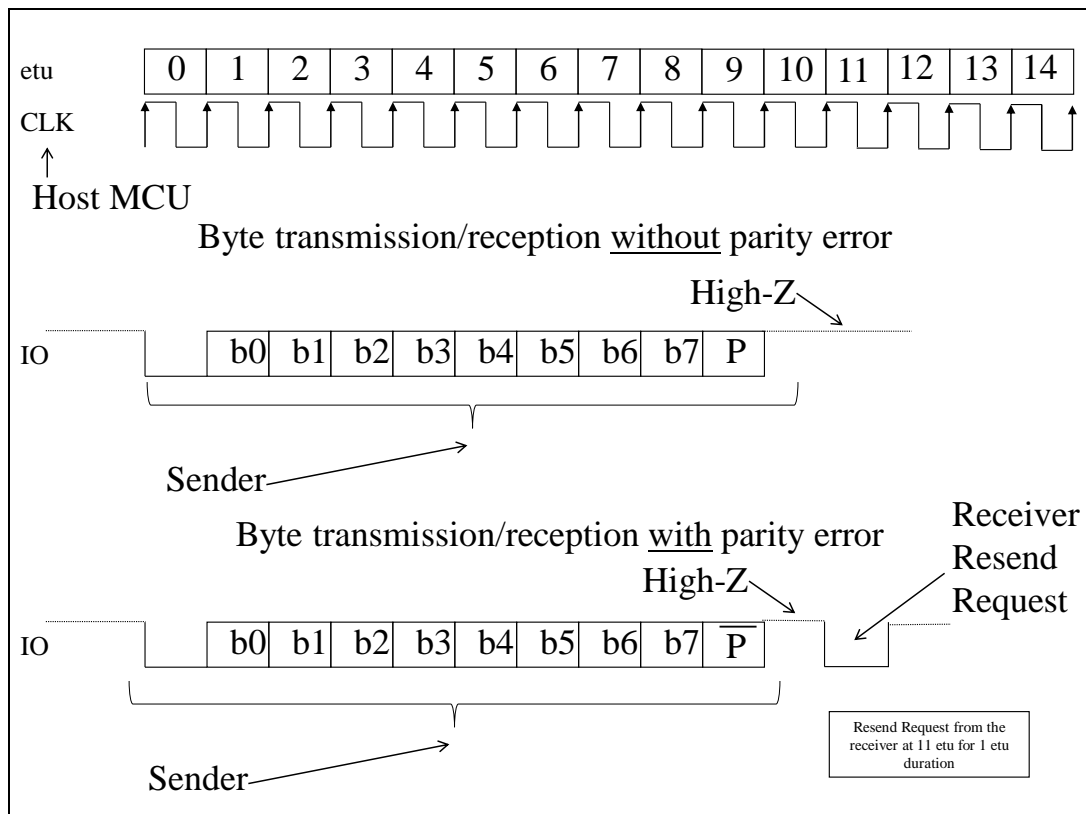 etu 0 1 2 3 4 5 6 7 8 9 10 11 12 13 14
CLK
Host MCU
Byte transmission/reception without parity error
High-Z
IO b0 b1 b2 b3 b4 b5 b6 b7 P
Sender
Byte transmission/reception with parity error
Receiver
Resend
Request
High-Z
IO b0 b1 b2 b3 b4 b5 b6 b7 P̅
Resend Request from the
receiver at 11 etu for 1 etu
duration
Sender